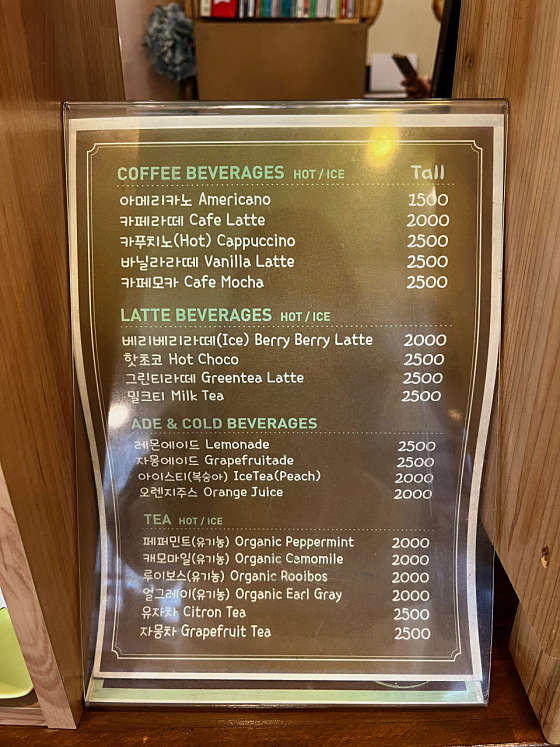 COFFEE BEVERAGES HOT / ICE Tall
아메리카노 Americano 1500
카페라떼 Cafe Latte 2000
카푸치노(Hot) Cappuccino 2500
바닐라라떼 Vanilla Latte 2500
카페모카 Cafe Mocha 2500
LATTE BEVERAGES HOT / ICE
베리베리라떼(Ice) Berry Berry Latte 2000
핫초코 Hot Choco 2500
그린티라떼 Greentea Latte 2500
밀크티 Milk Tea 2500
ADE & COLD BEVERAGES
레몬에이드 Lemonade 2500
자몽에이드 Grapefruitade 2500
아이스티(복숭아) IceTea(Peach) 2000
오렌지주스 Orange Juice 2000
TEA HOT / ICE
페퍼민트(유기농) Organic Peppermint 2000
캐모마일(유기농) Organic Camomile 2000
루이보스(유기농) Organic Rooibos 2000
얼그레이(유기농) Organic Earl Gray 2000
유자차 Citron Tea 2500
자몽차 Grapefruit Tea 2500